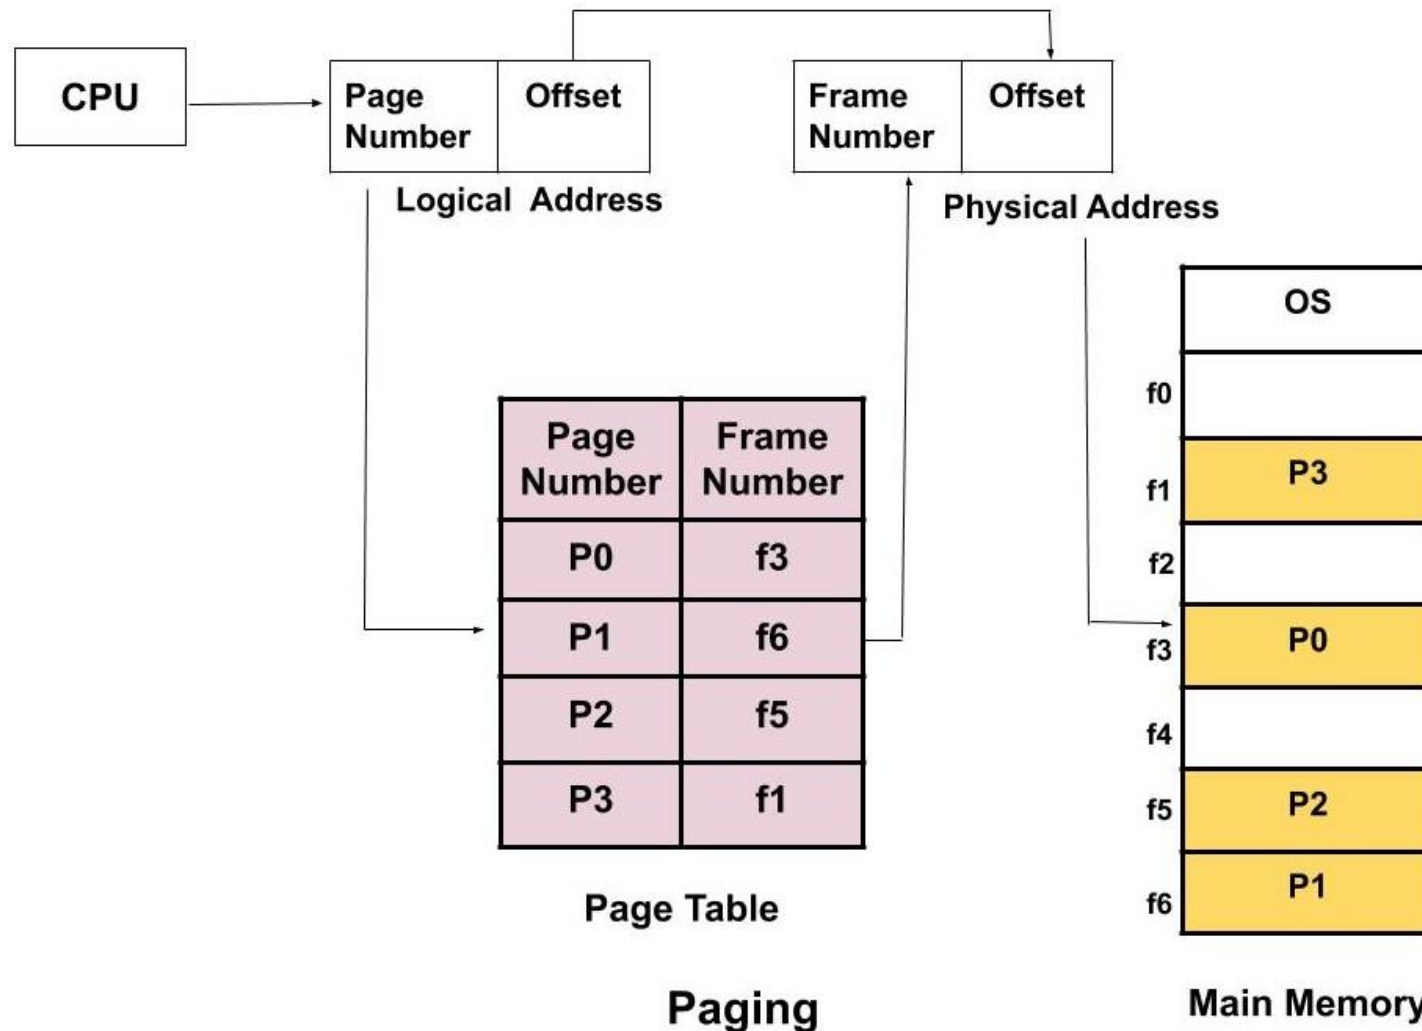 CPU
Page
Number
Offset
Frame
Number
Offset
Logical Address
Physical Address
OS
f0
f1
P3
f2
f3
P0
f4
f5
P2
f6
P1
Page
Number
Frame
Number
P0
f3
P1
f6
P2
f5
P3
f1
Page Table
Paging
Main Memory